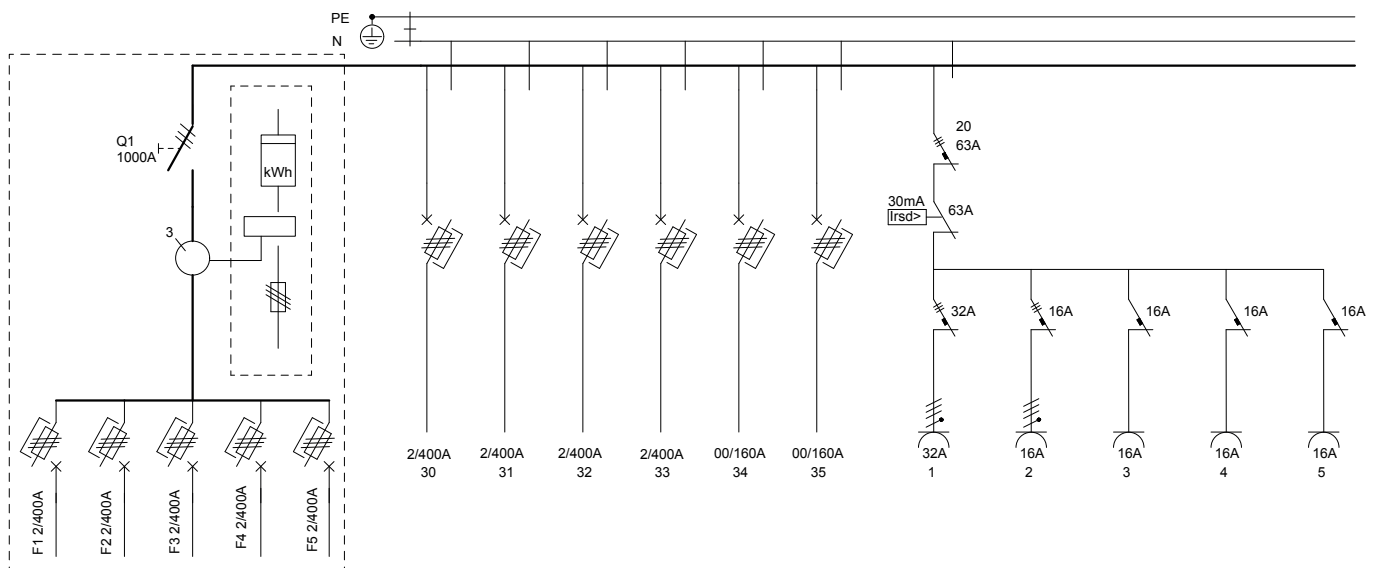 PE
N
Q1
1000A
kWh
3
20
63A
30mA
Irsd>
63A
32A
16A
16A
16A
16A
2/400A
30
2/400A
31
2/400A
32
2/400A
33
00/160A
34
00/160A
35
32A
1
16A
2
16A
3
16A
4
16A
5
F1 2/400A
F2 2/400A
F3 2/400A
F4 2/400A
F5 2/400A